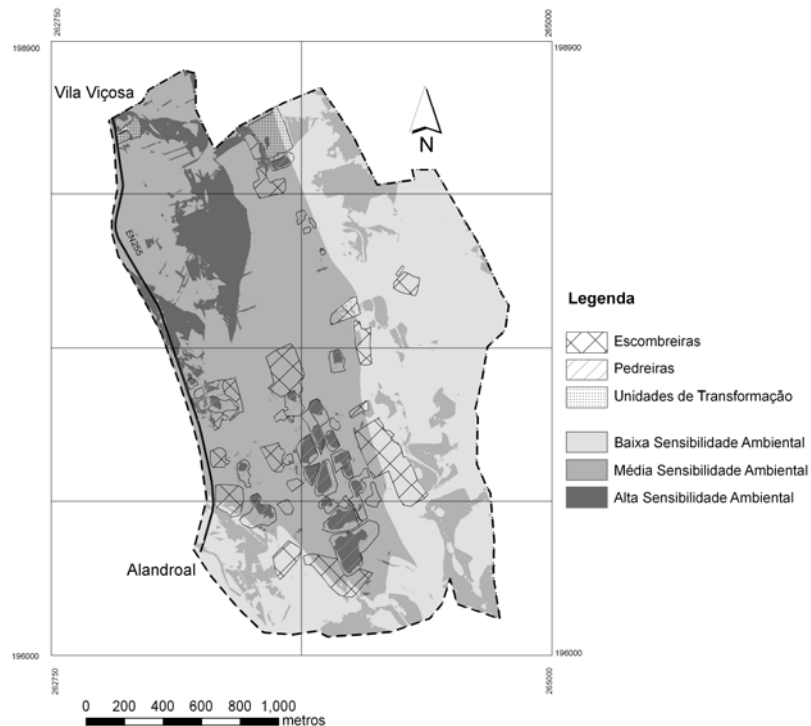 262750
265000
198900
198900
Vila Viçosa
N
EN255
Legenda
Escombreiras
Pedreiras
Unidades de Transformação
Baixa Sensibilidade Ambiental
Média Sensibilidade Ambiental
Alta Sensibilidade Ambiental
Alandroal
196000
196000
262750
265000
0 200 400 600 800 1,000
metros